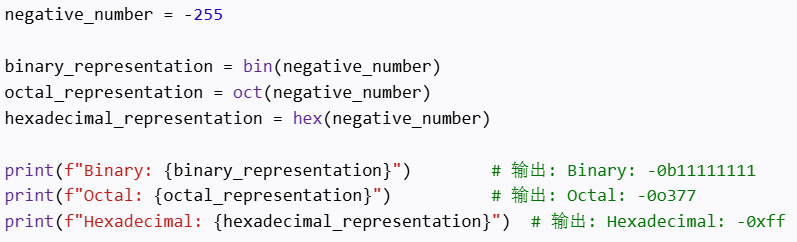 negative_number = -255
binary_representation = bin(negative_number)
octal_representation = oct(negative_number)
hexadecimal_representation = hex(negative_number)
print(f"Binary: {binary_representation}")        # 输出: Binary: -0b11111111
print(f"Octal: {octal_representation}")          # 输出: Octal: -0o377
print(f"Hexadecimal: {hexadecimal_representation}")  # 输出: Hexadecimal: -0xff